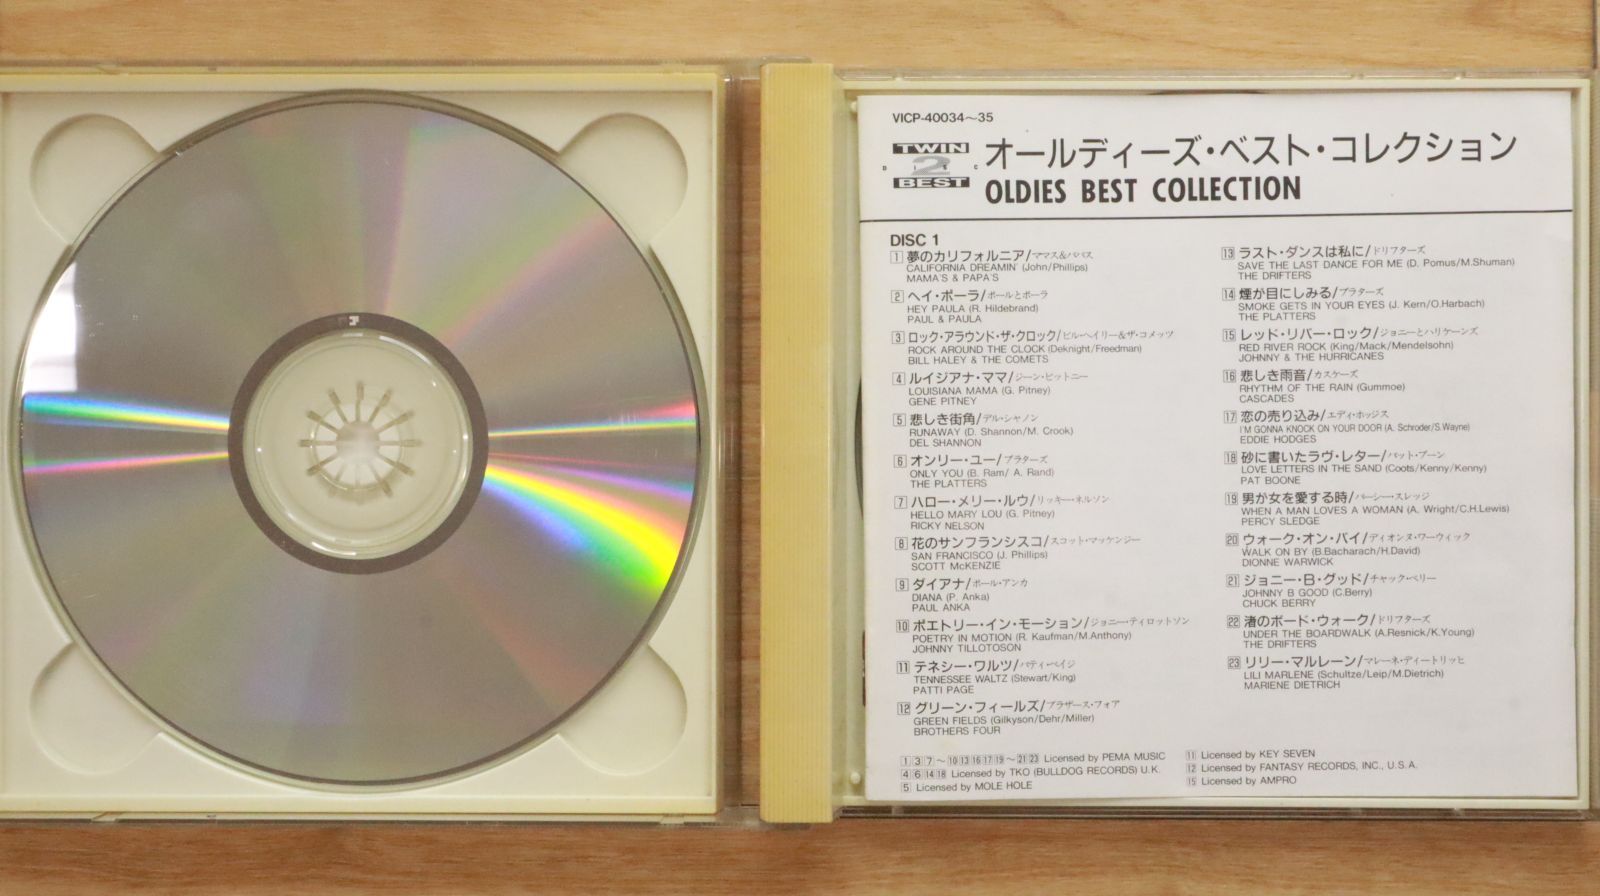 VICP-40034～35
TWIN
DISC 2
BEST
オールディーズ・ベスト・コレクション
OLDIES BEST COLLECTION
DISC 1
1 夢のカリフォルニア/ママス&パパス
CALIFORNIA DREAMIN' (John/Phillips)
MAMA'S & PAPA'S
2 ヘイ・ポーラ/ポールとポーラ
HEY PAULA (R. Hildebrand)
PAUL & PAULA
3 ロック・アラウンド・ザ・クロック/ビル・ヘイリー&ザ・コメッツ
ROCK AROUND THE CLOCK (Deknight/Freedman)
BILL HALEY & THE COMETS
4 ルイジアナ・ママ/ジーン・ピットニー
LOUISIANA MAMA (G. Pitney)
GENE PITNEY
5 悲しき街角/デル・シャノン
RUNAWAY (D. Shannon/M. Crook)
DEL SHANNON
6 オンリー・ユー/プラターズ
ONLY YOU (B. Ram/ A. Rand)
THE PLATTERS
7 ハロー・メリー・ルウ/リッキー・ネルソン
HELLO MARY LOU (G. Pitney)
RICKY NELSON
8 花のサンフランシスコ/スコット・マッケンジー
SAN FRANCISCO (J. Phillips)
SCOTT McKENZIE
9 ダイアナ/ポール・アンカ
DIANA (P. Anka)
PAUL ANKA
10 ポエトリー・イン・モーション/ジョニー・ティロットソン
POETRY IN MOTION (R. Kaufman/M.Anthony)
JOHNNY TILLOTOSON
11 テネシー・ワルツ/パティ・ペイジ
TENNESSEE WALTZ (Stewart/King)
PATTI PAGE
12 グリーン・フィールズ/ブラザース・フォア
GREEN FIELDS (Gilkyson/Dehr/Miller)
BROTHERS FOUR
13 ラスト・ダンスは私に/ドリフターズ
SAVE THE LAST DANCE FOR ME (D. Pomus/M.Shuman)
THE DRIFTERS
14 煙が目にしみる/プラターズ
SMOKE GETS IN YOUR EYES (J. Kern/O.Harbach)
THE PLATTERS
15 レッド・リバー・ロック/ジョニーとハリケーンズ
RED RIVER ROCK (King/Mack/Mendelsohn)
JOHNNY & THE HURRICANES
16 悲しき雨音/カスケーズ
RHYTHM OF THE RAIN (Gummoe)
CASCADES
17 恋の売り込み/エディ・ホッジス
I'M GONNA KNOCK ON YOUR DOOR (A. Schroder/S.Wayne)
EDDIE HODGES
18 砂に書いたラヴ・レター/パット・ブーン
LOVE LETTERS IN THE SAND (Coots/Kenny/Kenny)
PAT BOONE
19 男が女を愛する時/パーシー・スレッジ
WHEN A MAN LOVES A WOMAN (A. Wright/C.H.Lewis)
PERCY SLEDGE
20 ウォーク・オン・バイ/ディオンヌ・ワーウィック
WALK ON BY (B.Bacharach/H.David)
DIONNE WARWICK
21 ジョニー・B・グッド/チャック・ベリー
JOHNNY B GOOD (C.Berry)
CHUCK BERRY
22 渚のボード・ウォーク/ドリフターズ
UNDER THE BOARDWALK (A.Resnick/K.Young)
THE DRIFTERS
23 リリー・マルレーン/マレーネ・ディートリッヒ
LILI MARLENE (Schultze/Leip/M.Dietrich)
MARIENE DIETRICH
1 3 7～10 13 16 17 19～21 23 Licensed by PEMA MUSIC
4 6 14 18 Licensed by TKO (BULLDOG RECORDS) U.K.
5 Licensed by MOLE HOLE
11 Licensed by KEY SEVEN
12 Licensed by FANTASY RECORDS, INC., U.S.A.
15 Licensed by AMPRO